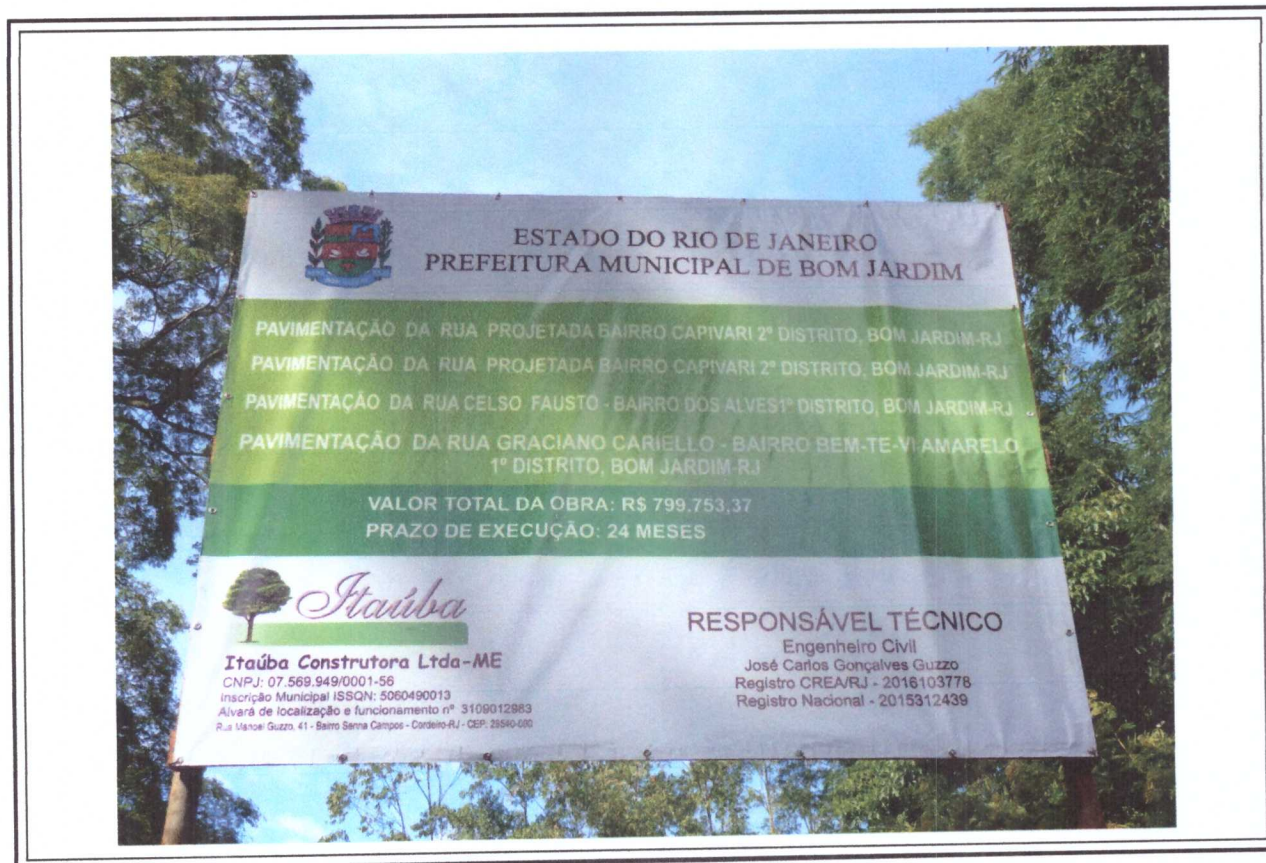 ESTADO DO RIO DE JANEIRO
PREFEITURA MUNICIPAL DE BOM JARDIM
PAVIMENTAÇÃO DA RUA PROJETADA BAIRRO CAPIVARI 2º DISTRITO, BOM JARDIM-RJ
PAVIMENTAÇÃO DA RUA PROJETADA BAIRRO CAPIVARI 2º DISTRITO, BOM JARDIM-RJ
PAVIMENTAÇÃO DA RUA CELSO FAUSTO - BAIRRO DOS ALVES1º DISTRITO, BOM JARDIM-RJ
PAVIMENTAÇÃO DA RUA GRACIANO CARIELLO - BAIRRO BEM-TE-VI AMARELO
1º DISTRITO, BOM JARDIM-RJ
VALOR TOTAL DA OBRA: R$ 799.753,37
PRAZO DE EXECUÇÃO: 24 MESES
Itaúba
Itaúba Construtora Ltda-ME
CNPJ: 07.569.949/0001-56
Inscrição Municipal ISSQN: 5060490013
Alvará de localização e funcionamento nº 3109012983
Rua Manoel Guzzo, 41 - Bairro Sanna Campos - Cordeiro-RJ - CEP: 28540-000
RESPONSÁVEL TÉCNICO
Engenheiro Civil
José Carlos Gonçalves Guzzo
Registro CREA/RJ - 2016103778
Registro Nacional - 2015312439